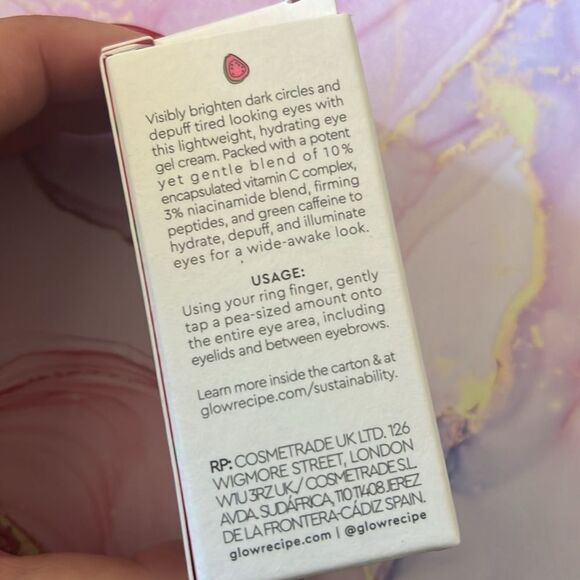 Visibly brighten dark circles and
depuff tired looking eyes with
this lightweight, hydrating eye
gel cream. Packed with a potent
yet gentle blend of 10%
encapsulated vitamin C complex,
3% niacinamide blend, firming
peptides, and green caffeine to
hydrate, depuff, and illuminate
eyes for a wide-awake look.
USAGE:
Using your ring finger, gently
tap a pea-sized amount onto
the entire eye area, including
eyelids and between eyebrows.
Learn more inside the carton & at
glowrecipe.com/sustainability.
RP: COSMETRADE UK LTD. 126
WIGMORE STREET, LONDON
W1U 3RZ UK / COSMETRADE S.L.
AVDA. SUDÁFRICA, 110 11408 JEREZ
DE LA FRONTERA-CÁDIZ SPAIN.
glowrecipe.com | @glowrecipe